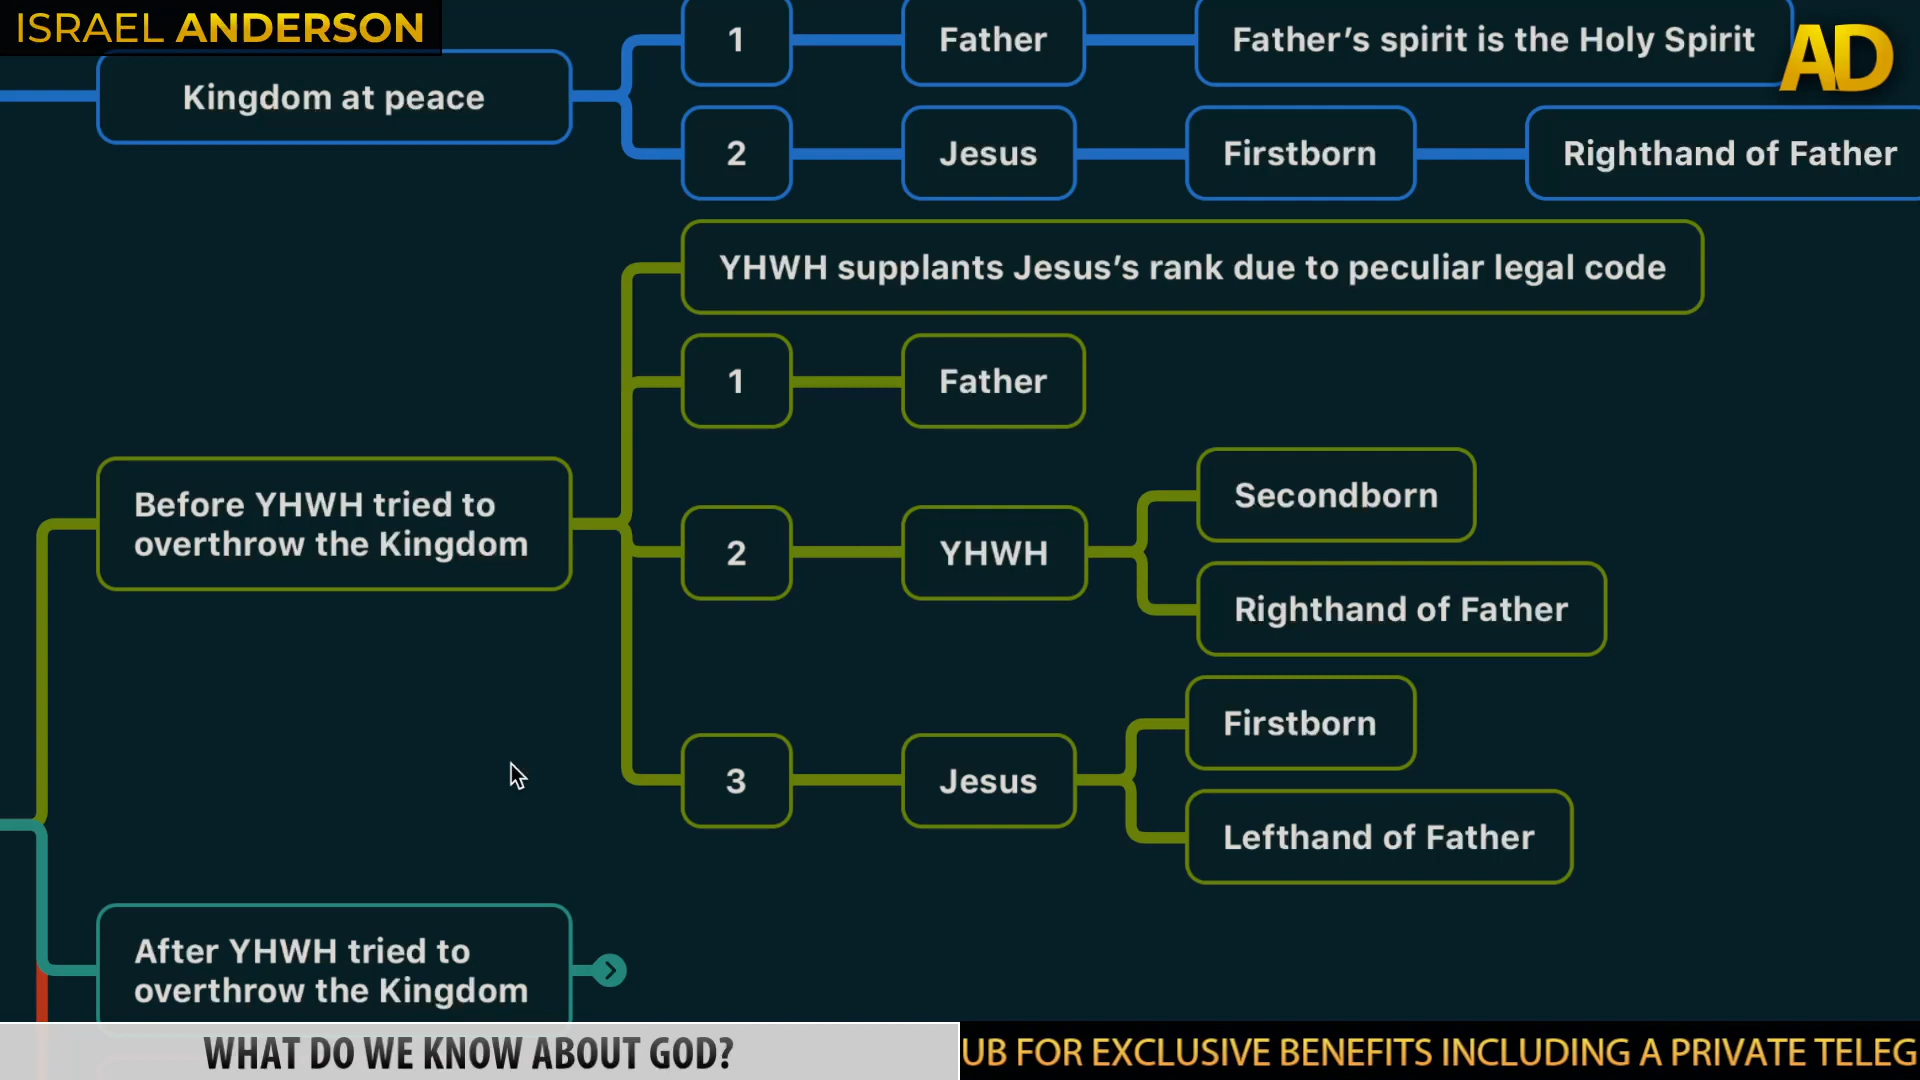 ISRAEL ANDERSON
AD
Kingdom at peace
1
Father
Father’s spirit is the Holy Spirit
2
Jesus
Firstborn
Righthand of Father
Before YHWH tried to
overthrow the Kingdom
YHWH supplants Jesus’s rank due to peculiar legal code
1
Father
2
YHWH
Secondborn
Righthand of Father
3
Jesus
Firstborn
Lefthand of Father
After YHWH tried to
overthrow the Kingdom
WHAT DO WE KNOW ABOUT GOD?
UB FOR EXCLUSIVE BENEFITS INCLUDING A PRIVATE TELEG